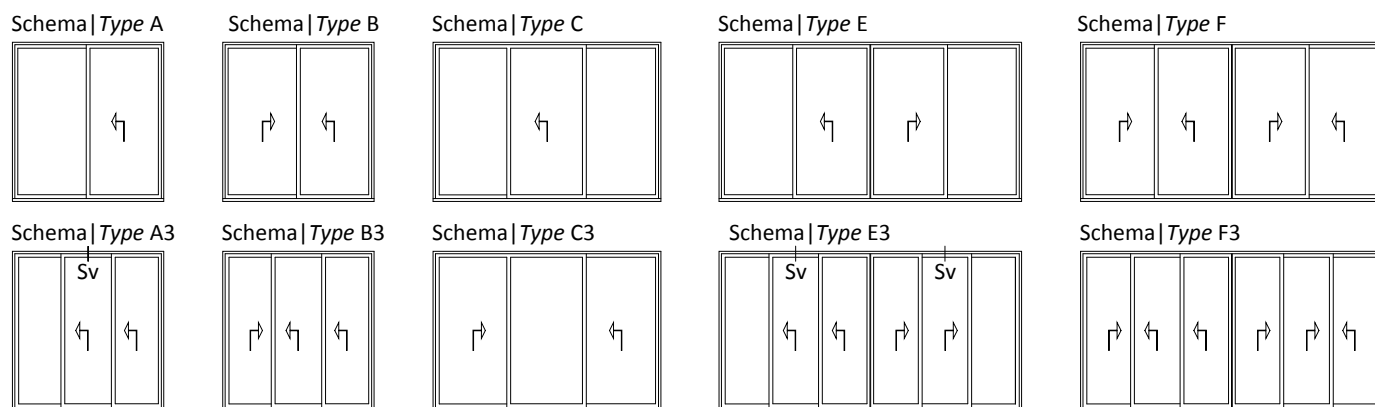 Schema|Type A
Schema|Type B
Schema|Type C
Schema|Type E
Schema|Type F
Schema|Type A3
Sv
Schema|Type B3
Schema|Type C3
Schema|Type E3
Sv
Sv
Schema|Type F3